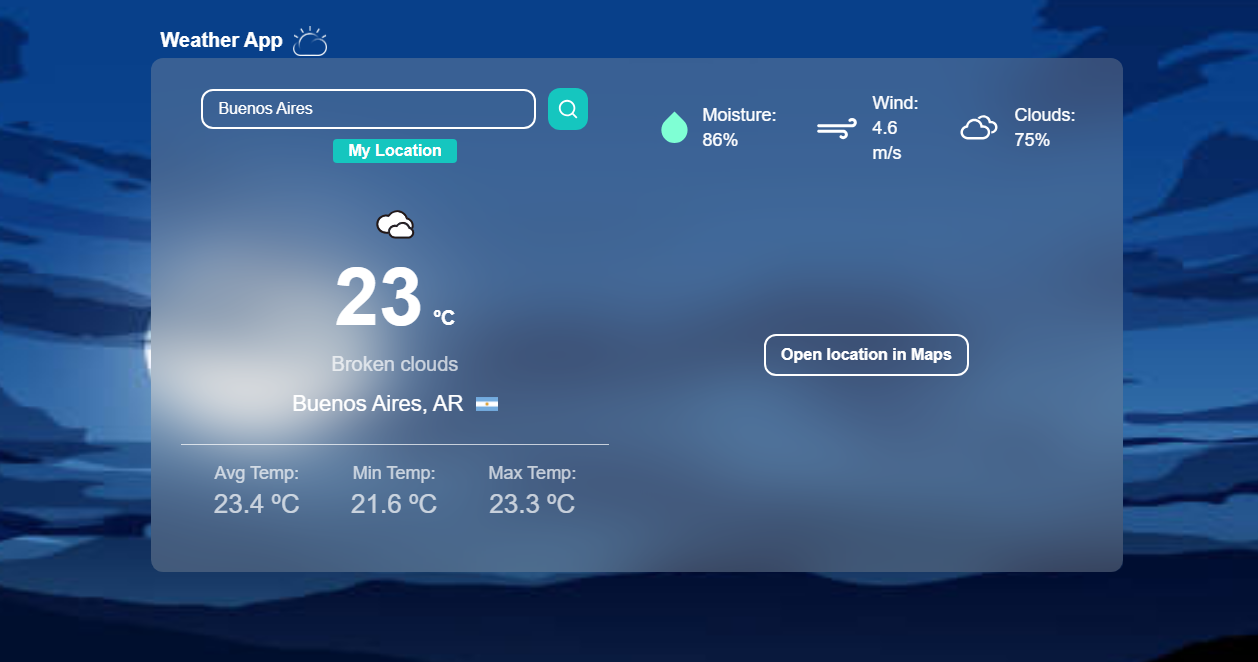 Weather App
Buenos Aires
My Location
Moisture:
86%
Wind:
4.6
m/s
Clouds:
75%
23 ºC
Broken clouds
Buenos Aires, AR
Open location in Maps
Avg Temp: Min Temp: Max Temp:
23.4 ºC 21.6 ºC 23.3 ºC